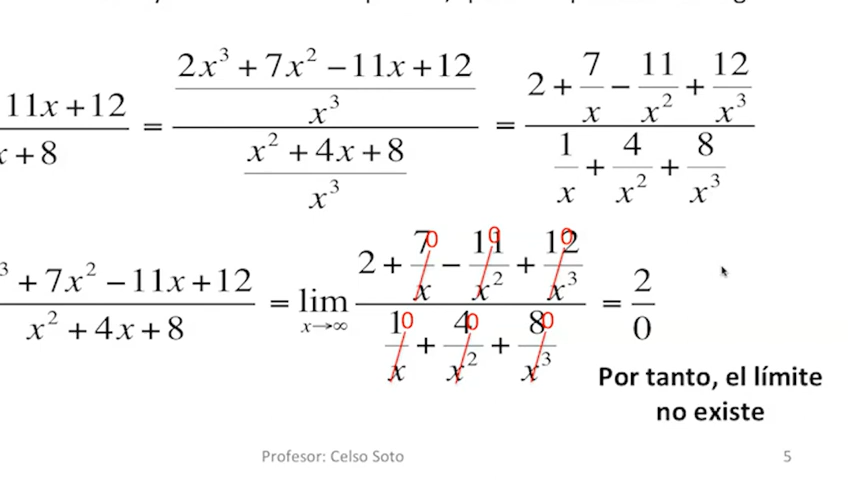 11x+12 / x+8 = (2x³+7x²−11x+12)/x³ / (x²+4x+8)/x³ = 2+7/x−11/x²+12/x³ / 1/x+4/x²+8/x³
³+7x²−11x+12 / x²+4x+8 = lim x→∞ 2+7/x 0−11/x² 0+12/x³ 0 / 1/x 0+4/x² 0+8/x³ 0 = 2/0
Por tanto, el límite
no existe
Profesor: Celso Soto 5